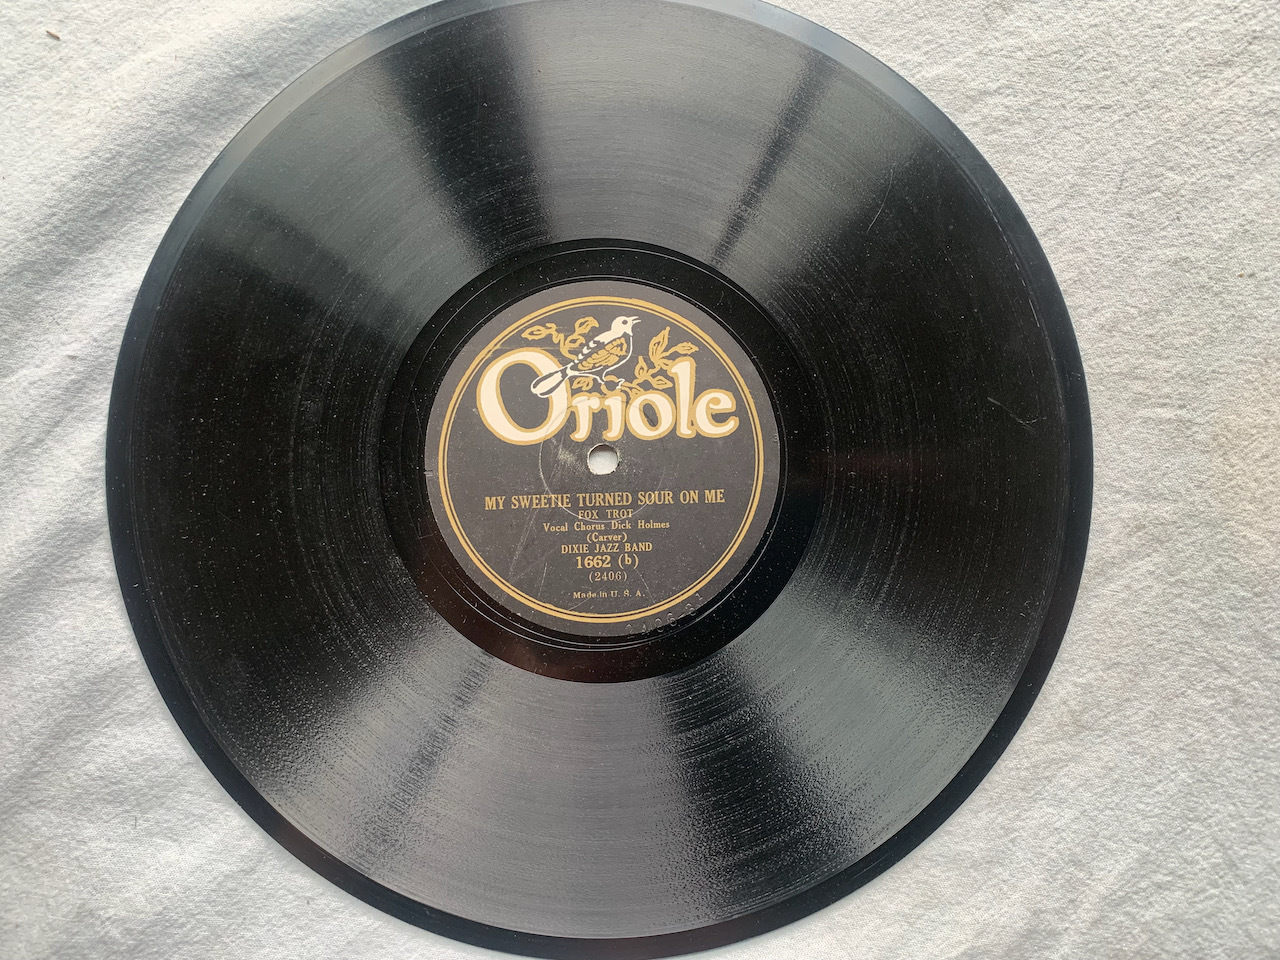 Oriole
MY SWEETIE TURNED SOUR ON ME
FOX TROT
Vocal Chorus Dick Holmes
(Carver)
DIXIE JAZZ BAND
1662 (b)
(2406)
Made in U. S. A.